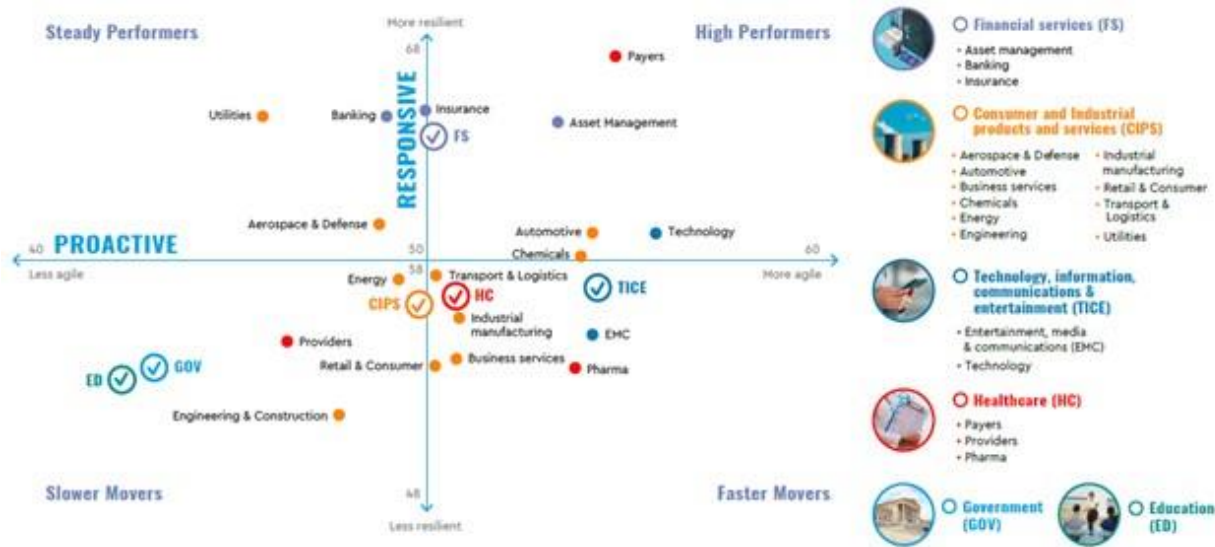 Steady Performers
More resilient
High Performers
68
Payers
RESPONSIVE
Utilities
Banking
Insurance
Asset Management
FS
Aerospace & Defense
Automotive
Technology
40
PROACTIVE
50
60
Chemicals
Less agile
58
More agile
Energy
Transport & Logistics
TICE
CIPS
HC
Industrial
manufacturing
EMC
Providers
Retail & Consumer
Business services
Pharma
ED
GOV
Engineering & Construction
48
Slower Movers
Faster Movers
Less resilient
Financial services (FS)
• Asset management
• Banking
• Insurance
Consumer and Industrial
products and services (CIPS)
• Aerospace & Defense
• Automotive
• Business services
• Chemicals
• Energy
• Engineering
• Industrial
manufacturing
• Retail & Consumer
• Transport &
Logistics
• Utilities
Technology, information,
communications &
entertainment (TICE)
• Entertainment, media
& communications (EMC)
• Technology
Healthcare (HC)
• Payers
• Providers
• Pharma
Government
(GOV)
Education
(ED)